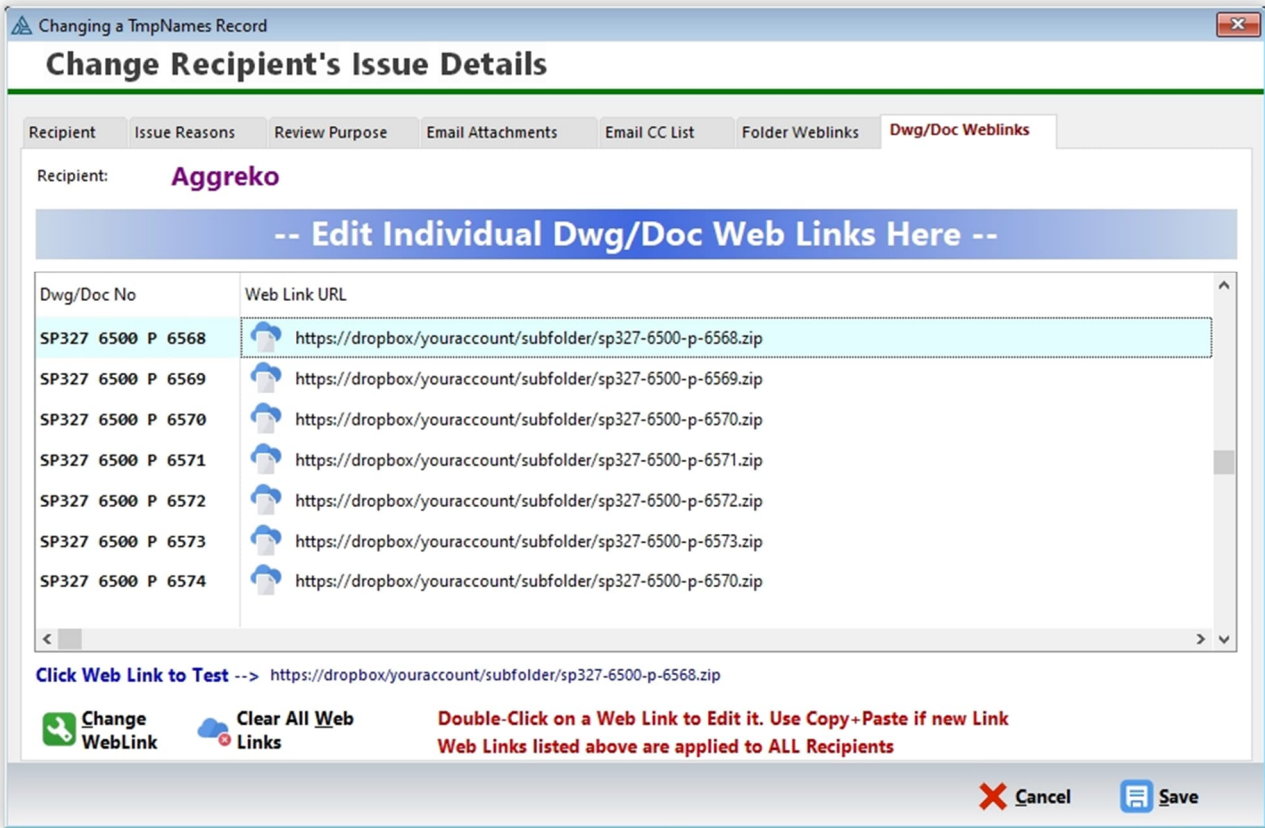 Changing a TmpNames Record
Change Recipient's Issue Details
Recipient Issue Reasons Review Purpose Email Attachments Email CC List Folder Weblinks Dwg/Doc Weblinks
Recipient: Aggreko
-- Edit Individual Dwg/Doc Web Links Here --
Dwg/Doc No Web Link URL
SP327 6500 P 6568 https://dropbox/youraccount/subfolder/sp327-6500-p-6568.zip
SP327 6500 P 6569 https://dropbox/youraccount/subfolder/sp327-6500-p-6569.zip
SP327 6500 P 6570 https://dropbox/youraccount/subfolder/sp327-6500-p-6570.zip
SP327 6500 P 6571 https://dropbox/youraccount/subfolder/sp327-6500-p-6571.zip
SP327 6500 P 6572 https://dropbox/youraccount/subfolder/sp327-6500-p-6572.zip
SP327 6500 P 6573 https://dropbox/youraccount/subfolder/sp327-6500-p-6573.zip
SP327 6500 P 6574 https://dropbox/youraccount/subfolder/sp327-6500-p-6570.zip
Click Web Link to Test --> https://dropbox/youraccount/subfolder/sp327-6500-p-6568.zip
Change
WebLink
Clear All Web
Links
Double-Click on a Web Link to Edit it. Use Copy+Paste if new Link
Web Links listed above are applied to ALL Recipients
Cancel Save